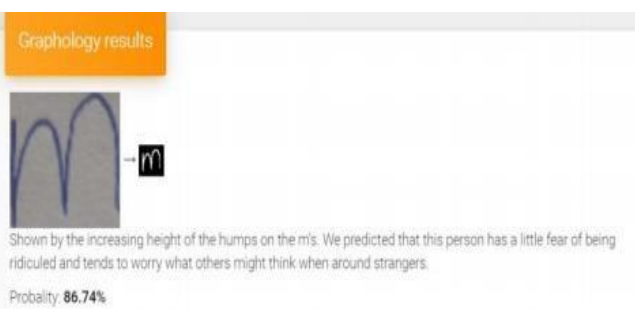 Graphology results
m → m
Shown by the increasing height of the humps on the m's. We predicted that this person has a little fear of being
ridiculed and tends to worry what others might think when around strangers.
Probality: 86.74%